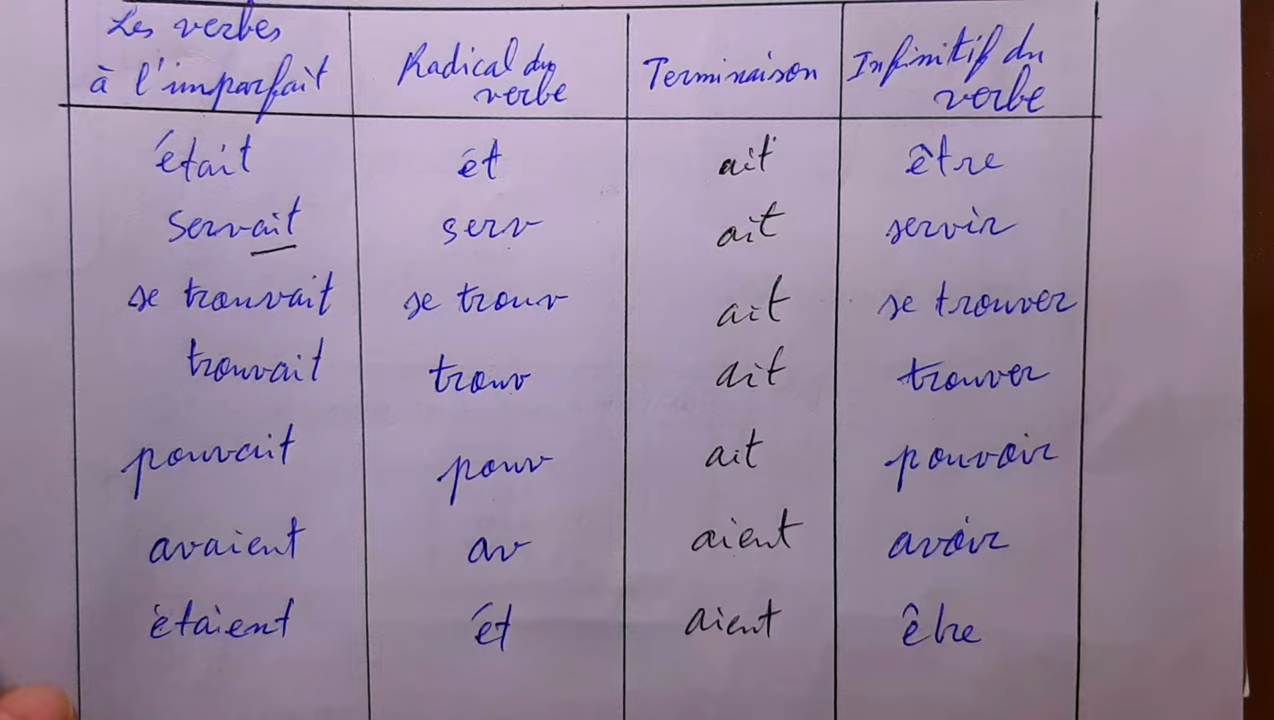 Les verbes à l'imparfait Radical du verbe Terminaison Infinitif du verbe
était ét ait être
servait serv ait servir
se trouvait se trouv ait se trouver
trouvait trouv ait trouver
pouvait pouv ait pouvoir
avaient av aient avoir
étaient ét aient être